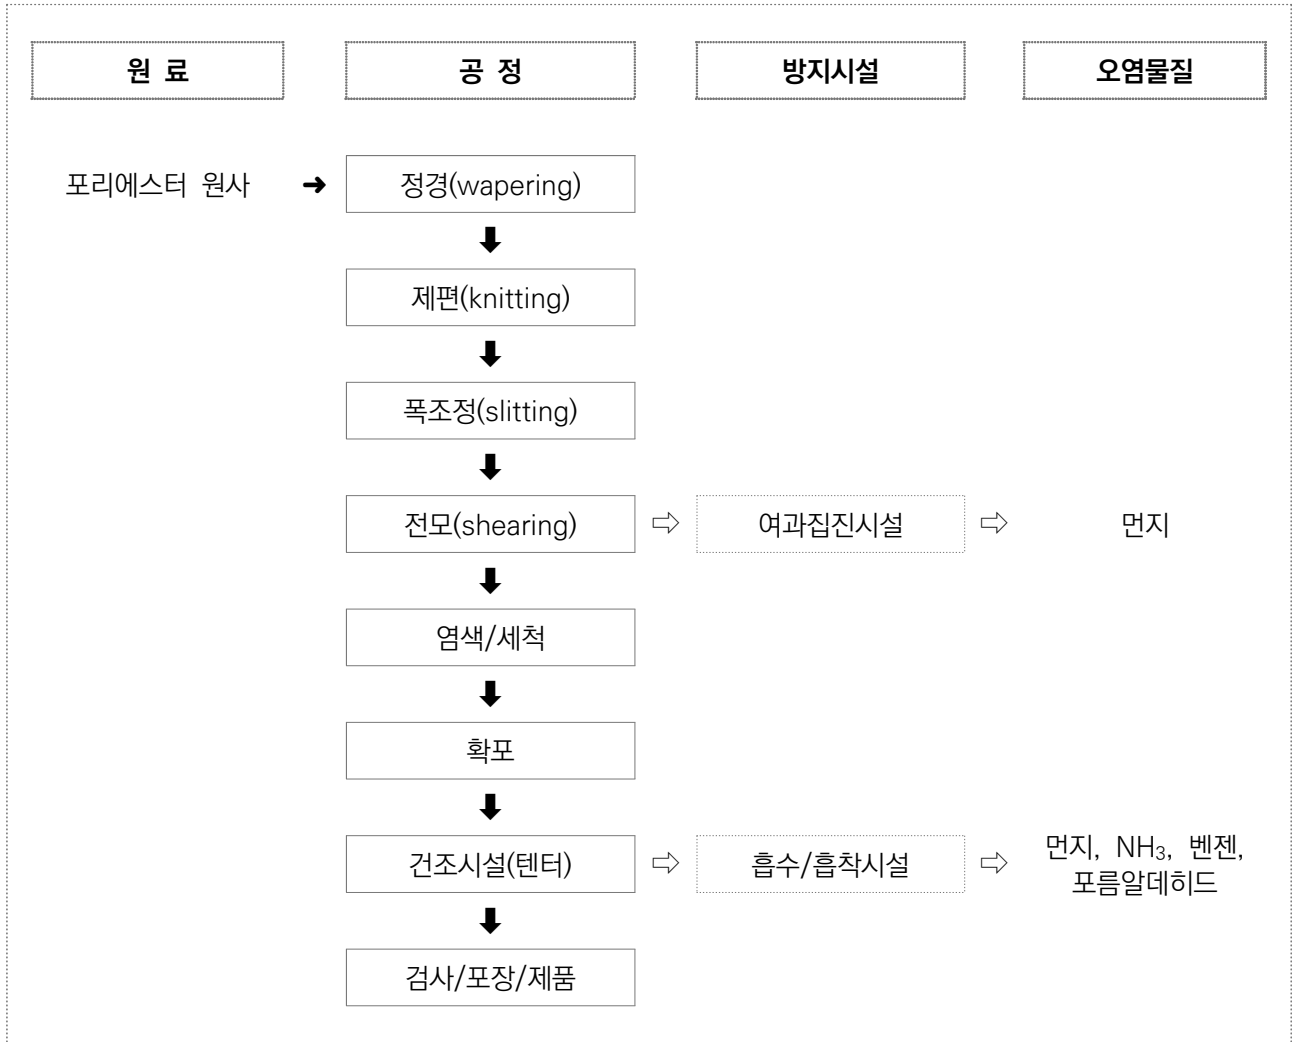 원 료 공 정 방지시설 오염물질
포리에스터 원사 ➜ 정경(wapering)
제편(knitting)
폭조정(slitting)
전모(shearing) ⇨ 여과집진시설 ⇨ 먼지
염색/세척
확포
건조시설(텐터) ⇨ 흡수/흡착시설 ⇨ 먼지, NH₃, 벤젠,
포름알데히드
검사/포장/제품